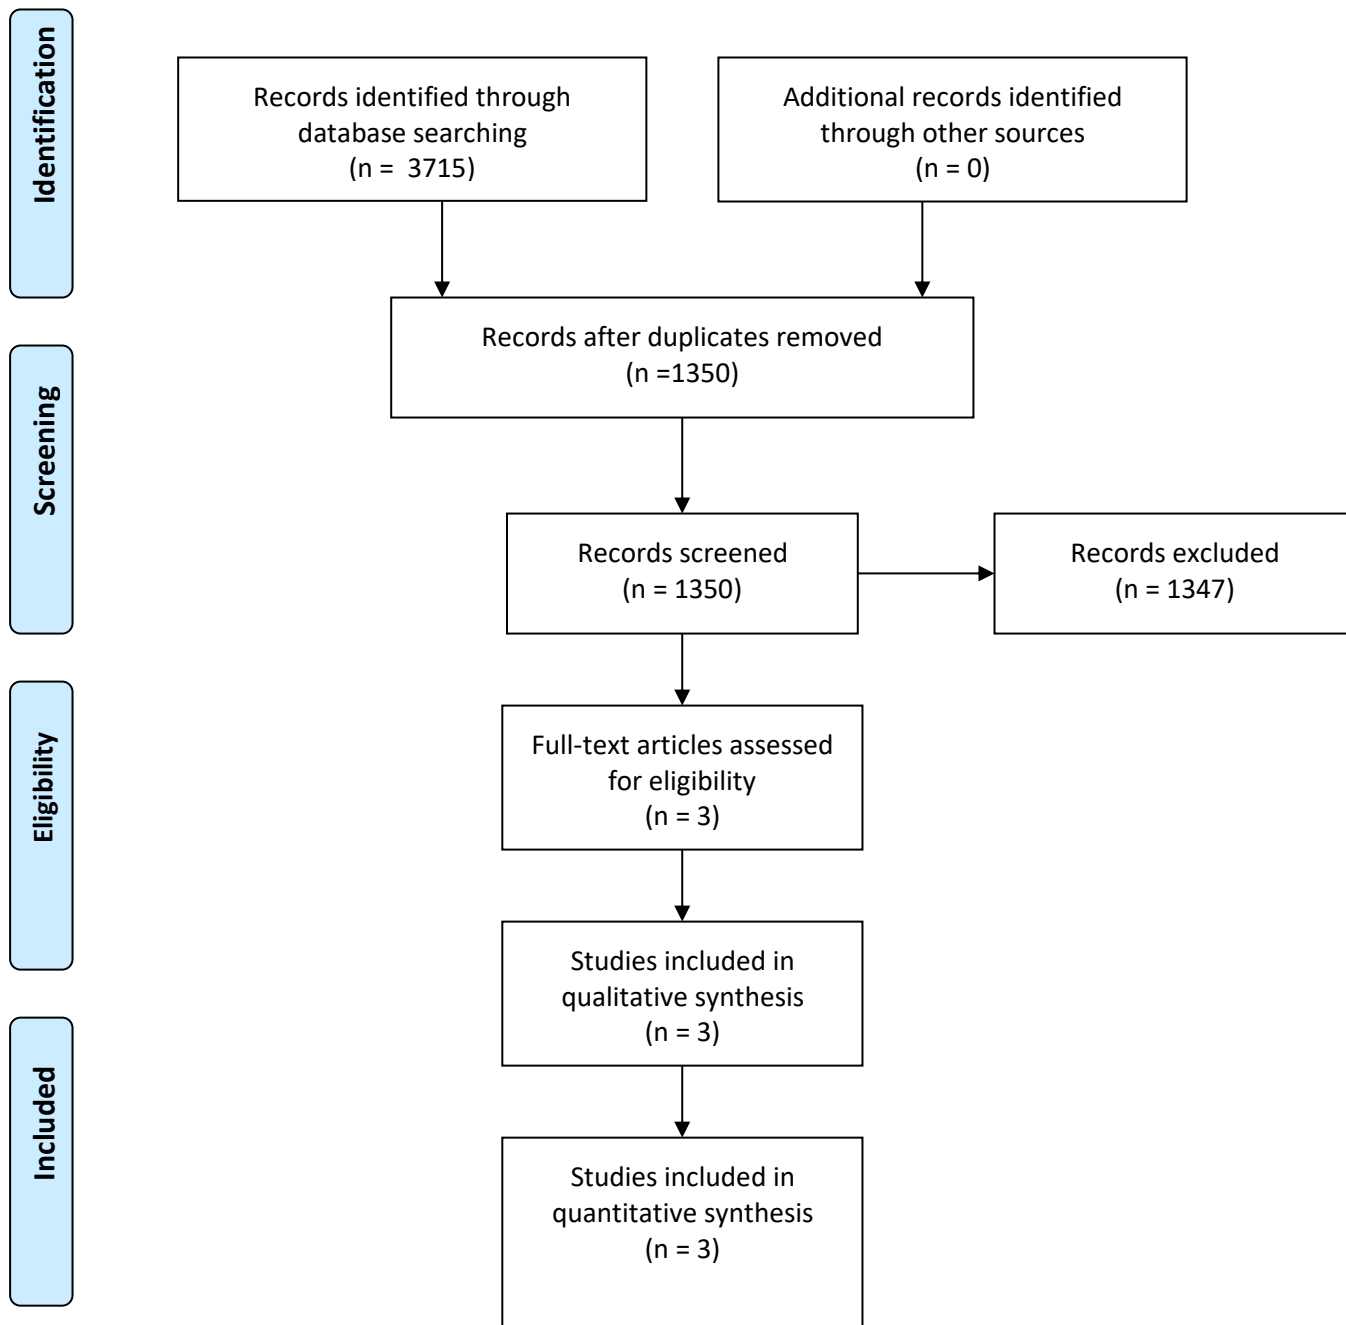 Identification
Records identified through
database searching
(n =  3715)
Additional records identified
through other sources
(n = 0)
Records after duplicates removed
(n =1350)
Screening
Records screened
(n = 1350)
Records excluded
(n = 1347)
Eligibility
Full-text articles assessed
for eligibility
(n = 3)
Studies included in
qualitative synthesis
(n = 3)
Included
Studies included in
quantitative synthesis
(n = 3)